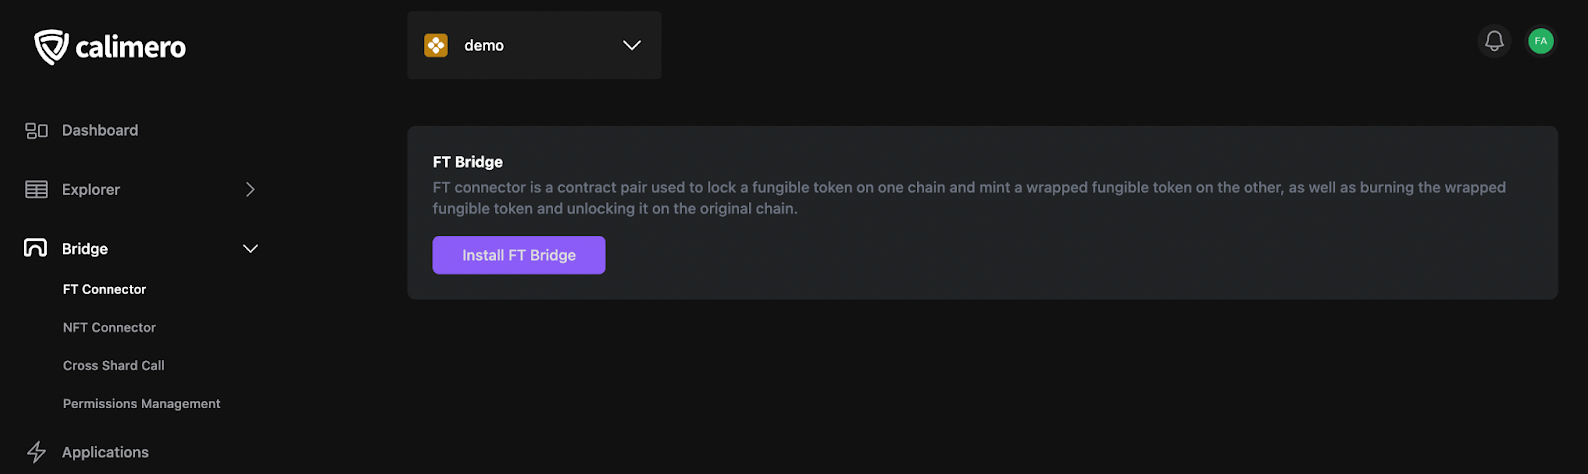 calimero
demo
FA
Dashboard
Explorer
Bridge
FT Connector
NFT Connector
Cross Shard Call
Permissions Management
Applications
FT Bridge
FT connector is a contract pair used to lock a fungible token on one chain and mint a wrapped fungible token on the other, as well as burning the wrapped
fungible token and unlocking it on the original chain.
Install FT Bridge